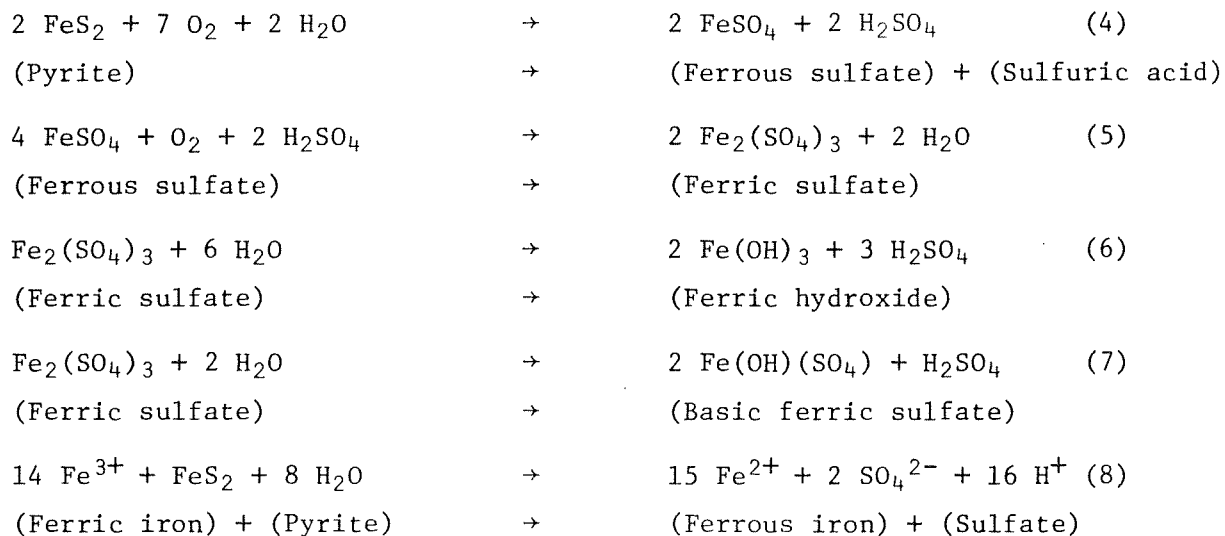 2 FeS₂ + 7 O₂ + 2 H₂O → 2 FeSO₄ + 2 H₂SO₄ (4)
(Pyrite) → (Ferrous sulfate) + (Sulfuric acid)
4 FeSO₄ + O₂ + 2 H₂SO₄ → 2 Fe₂(SO₄)₃ + 2 H₂O (5)
(Ferrous sulfate) → (Ferric sulfate)
Fe₂(SO₄)₃ + 6 H₂O → 2 Fe(OH)₃ + 3 H₂SO₄ (6)
(Ferric sulfate) → (Ferric hydroxide)
Fe₂(SO₄)₃ + 2 H₂O → 2 Fe(OH)(SO₄) + H₂SO₄ (7)
(Ferric sulfate) → (Basic ferric sulfate)
14 Fe³⁺ + FeS₂ + 8 H₂O → 15 Fe²⁺ + 2 SO₄²⁻ + 16 H⁺ (8)
(Ferric iron) + (Pyrite) → (Ferrous iron) + (Sulfate)